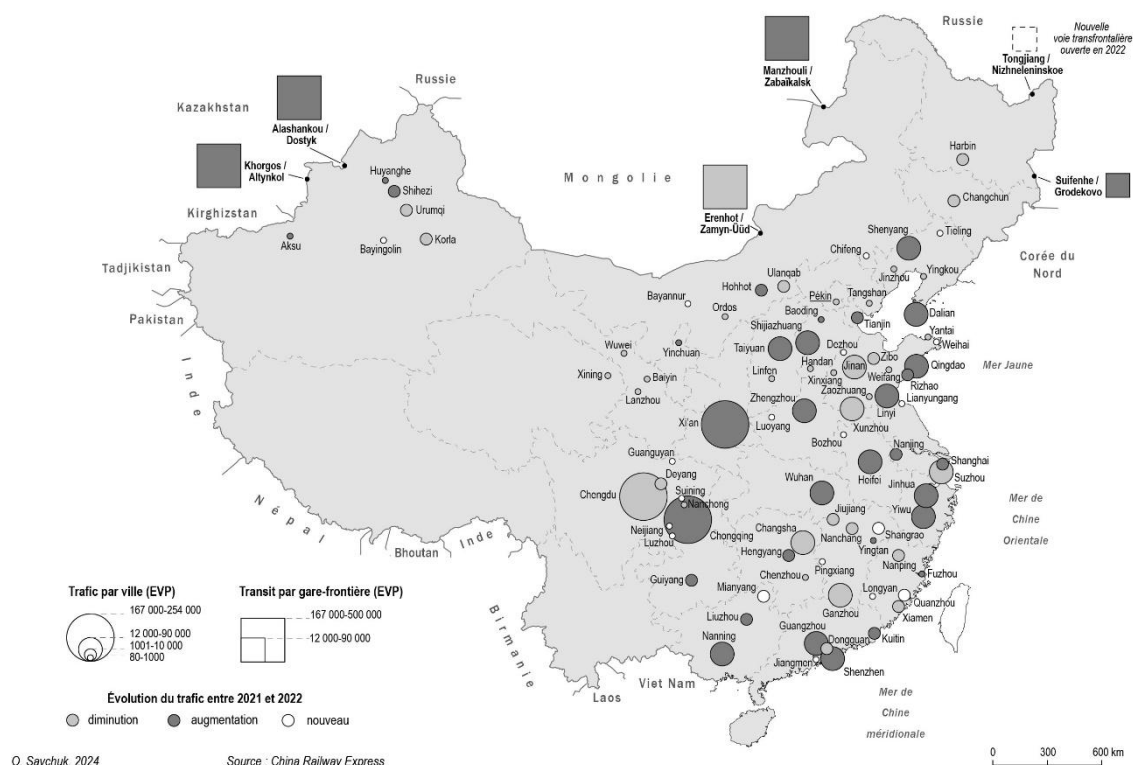 Russie
Nouvelle
voie transfrontalière
ouverte en 2022
Tongjiang /
Nizhneleninskoe
Manzhouli /
Zabaïkalsk
Russie
Kazakhstan
Alashankou /
Dostyk
Khorgos /
Altynkol
Huyanghe
Shihezi
Urumqi
Mongolie
Harbin
Suifenhe /
Grodekovo
Changchun
Erenhot /
Zamyn-Üüd
Kirghizstan
Aksu
Bayingolin
Korla
Shenyang
Tieling
Chifeng
Corée du
Nord
Tadjikistan
Pakistan
Jinzhou
Yingkou
Ulanqab
Hohhot
Bayannur
Ordos
Pékin
Tangshan
Baoding
Tianjin
Dalian
Shijiazhuang
Yantai
Weihai
Taiyuan
Dezhou
Wuwei
Yinchuan
Handan
Zibo
Jinan
Qingdao
Mer Jaune
Inde
Xining
Baiyin
Linfen
Xinxiang
Weifang
Rizhao
Lanzhou
Zaozhuang
Lianyungang
Zhengzhou
Linyi
Xi'an
Luoyang
Xunzhou
Bozhou
Nanjing
Guanguyan
Shanghai
Deyang
Heifei
Suzhou
Wuhan
Jinhua
Chengdu
Suining
Nanchong
Yiwu
Mer
de
Chine
Orientale
Népal
Jiujiang
Neijiang
Chongqing
Changsha
Shangrao
Luzhou
Nanchang
Bhoutan
Inde
Hengyang
Yingtan
Pingxiang
Nanping
Guiyang
Chenzhou
Fuzhou
Mianyang
Longyan
Quanzhou
Ganzhou
Xiamen
Liuzhou
Guangzhou
Dongguan
Kuitin
Nanning
Jiangmen
Shenzhen
Birmanie
Laos
Viet Nam
Mer
de
Chine
méridionale
Trafic par ville (EVP)
167 000-254 000
12 000-90 000
1001-10 000
80-1000
Transit par gare-frontière (EVP)
167 000-500 000
12 000-90 000
Évolution du trafic entre 2021 et 2022
diminution augmentation nouveau
O. Savchuk, 2024 Source : China Railway Express
0 300 600 km